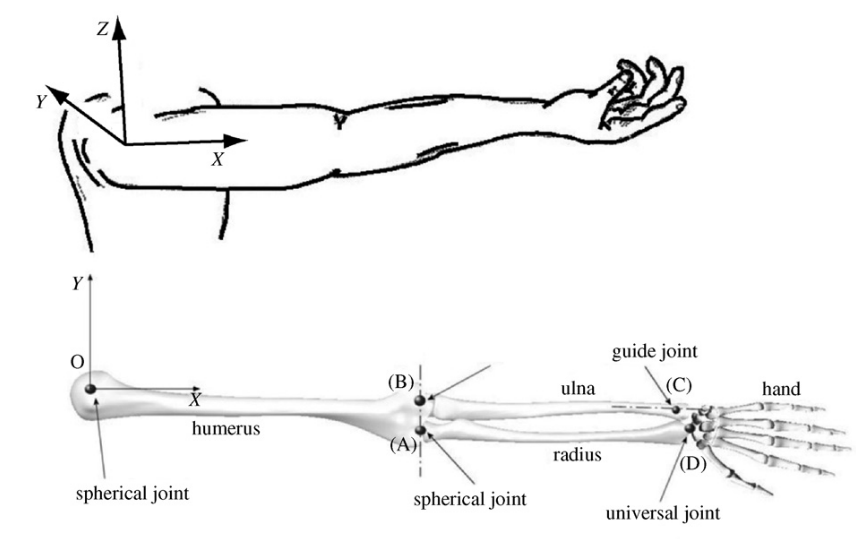 Z
Y
X
Y
O
X
humerus
spherical joint
(B)
(A)
spherical joint
ulna
radius
guide joint
(C)
hand
(D)
universal joint